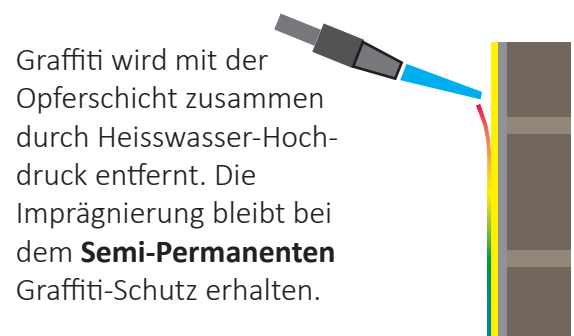 Graffiti wird mit der
Opferschicht zusammen
durch Heisswasser-Hoch-
druck entfernt. Die
Imprägnierung bleibt bei
dem Semi-Permanenten
Graffiti-Schutz erhalten.